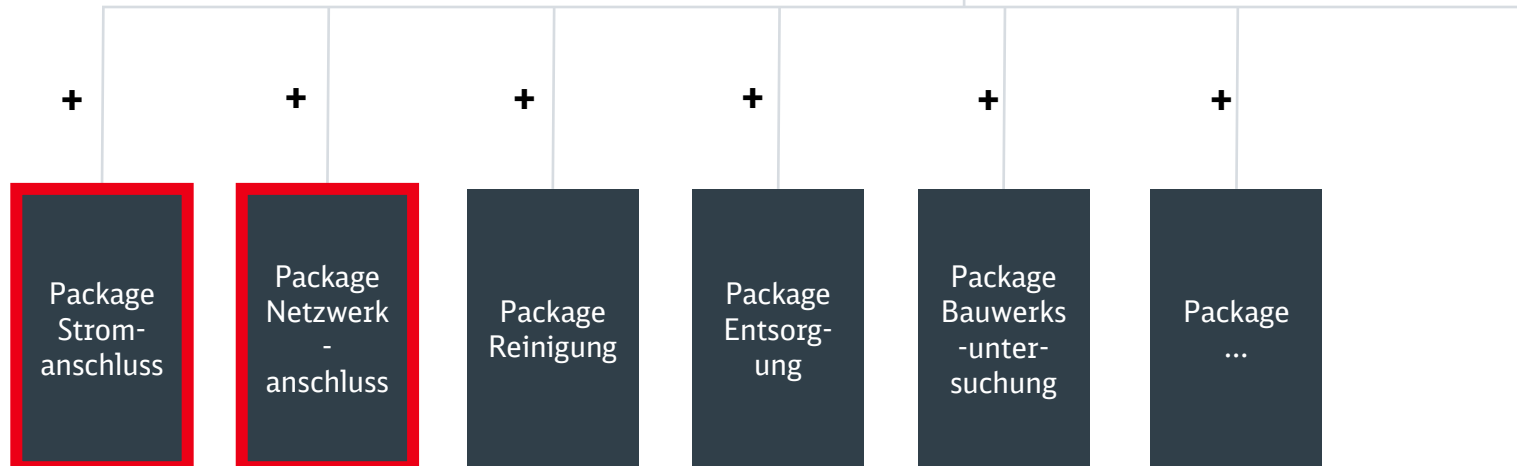 +
+
+
+
+
+
Package
Strom-
anschluss
Package
Netzwerk
-
anschluss
Package
Reinigung
Package
Entsorg-
ung
Package
Bauwerks
-unter-
suchung
Package
...